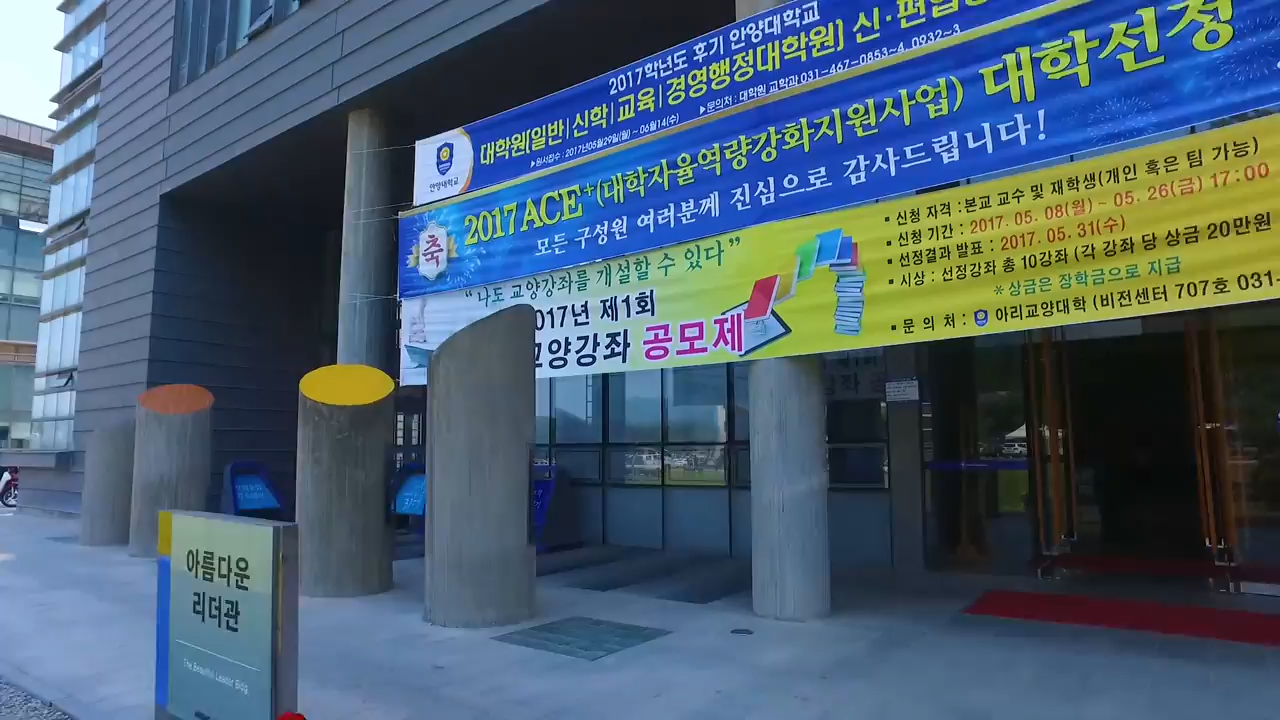 2017학년도 후기 안양대학교
대학원[일반|신학|교육|경영행정대학원] 신·편입
▶원서접수 : 2017년05월29일(월) ~ 06월14(수)
▶문의처 : 대학원 교학과 031-467-0853~4, 0932~3
안양대학교
축
2017 ACE+(대학자율역량강화지원사업) 대학선정
모든 구성원 여러분께 진심으로 감사드립니다!
“나도 교양강좌를 개설할 수 있다”
017년 제1회
교양강좌 공모제
▪신청 자격 : 본교 교수 및 재학생(개인 혹은 팀 가능)
▪신청 기간 : 2017. 05. 08(월) ~ 05. 26(금) 17:00
▪선정결과 발표 : 2017. 05. 31(수)
▪시상 : 선정강좌 총 10강좌 (각 강좌 당 상금 20만원
※상금은 장학금으로 지급
▪문 의 처 : 아리교양대학 (비전센터 707호 031-
아름다운
리더관
The Beautiful Leader Bldg.